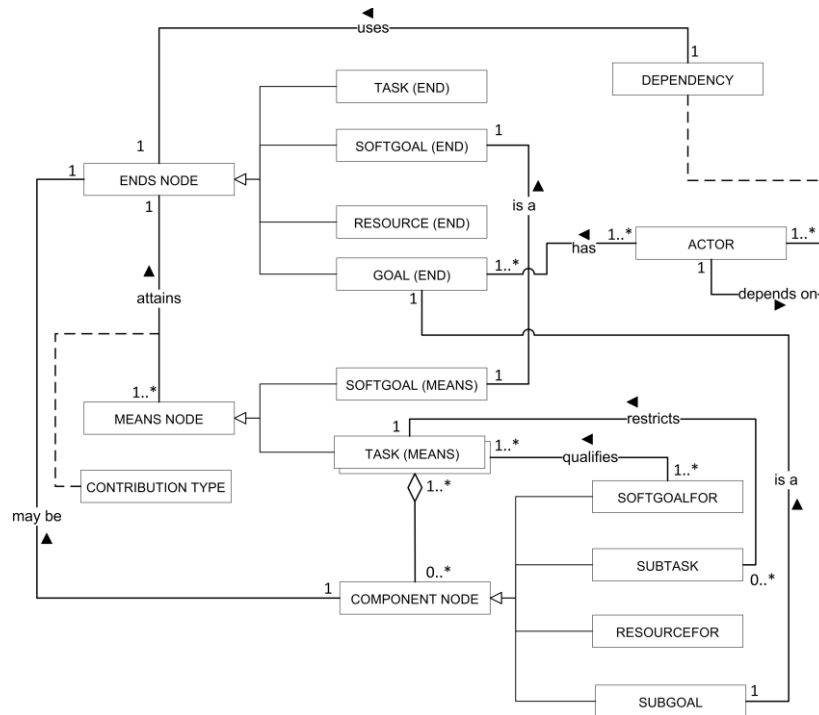 ◄
uses
1
DEPENDENCY
TASK (END)
1
1
SOFTGOAL (END)
1
ENDS NODE
1
▲
is a
RESOURCE (END)
◄
has
1..*
1..*
ACTOR
1..*
GOAL (END)
1
1
depends on
►
▲
attains
1..*
MEANS NODE
SOFTGOAL (MEANS)
1
◄
restricts
1
TASK (MEANS)
1..*
◄
qualifies
1..*
CONTRIBUTION TYPE
1..*
SOFTGOALFOR
is a
▲
may be
▲
SUBTASK
0..*
0..*
1
COMPONENT NODE
RESOURCEFOR
SUBGOAL
1